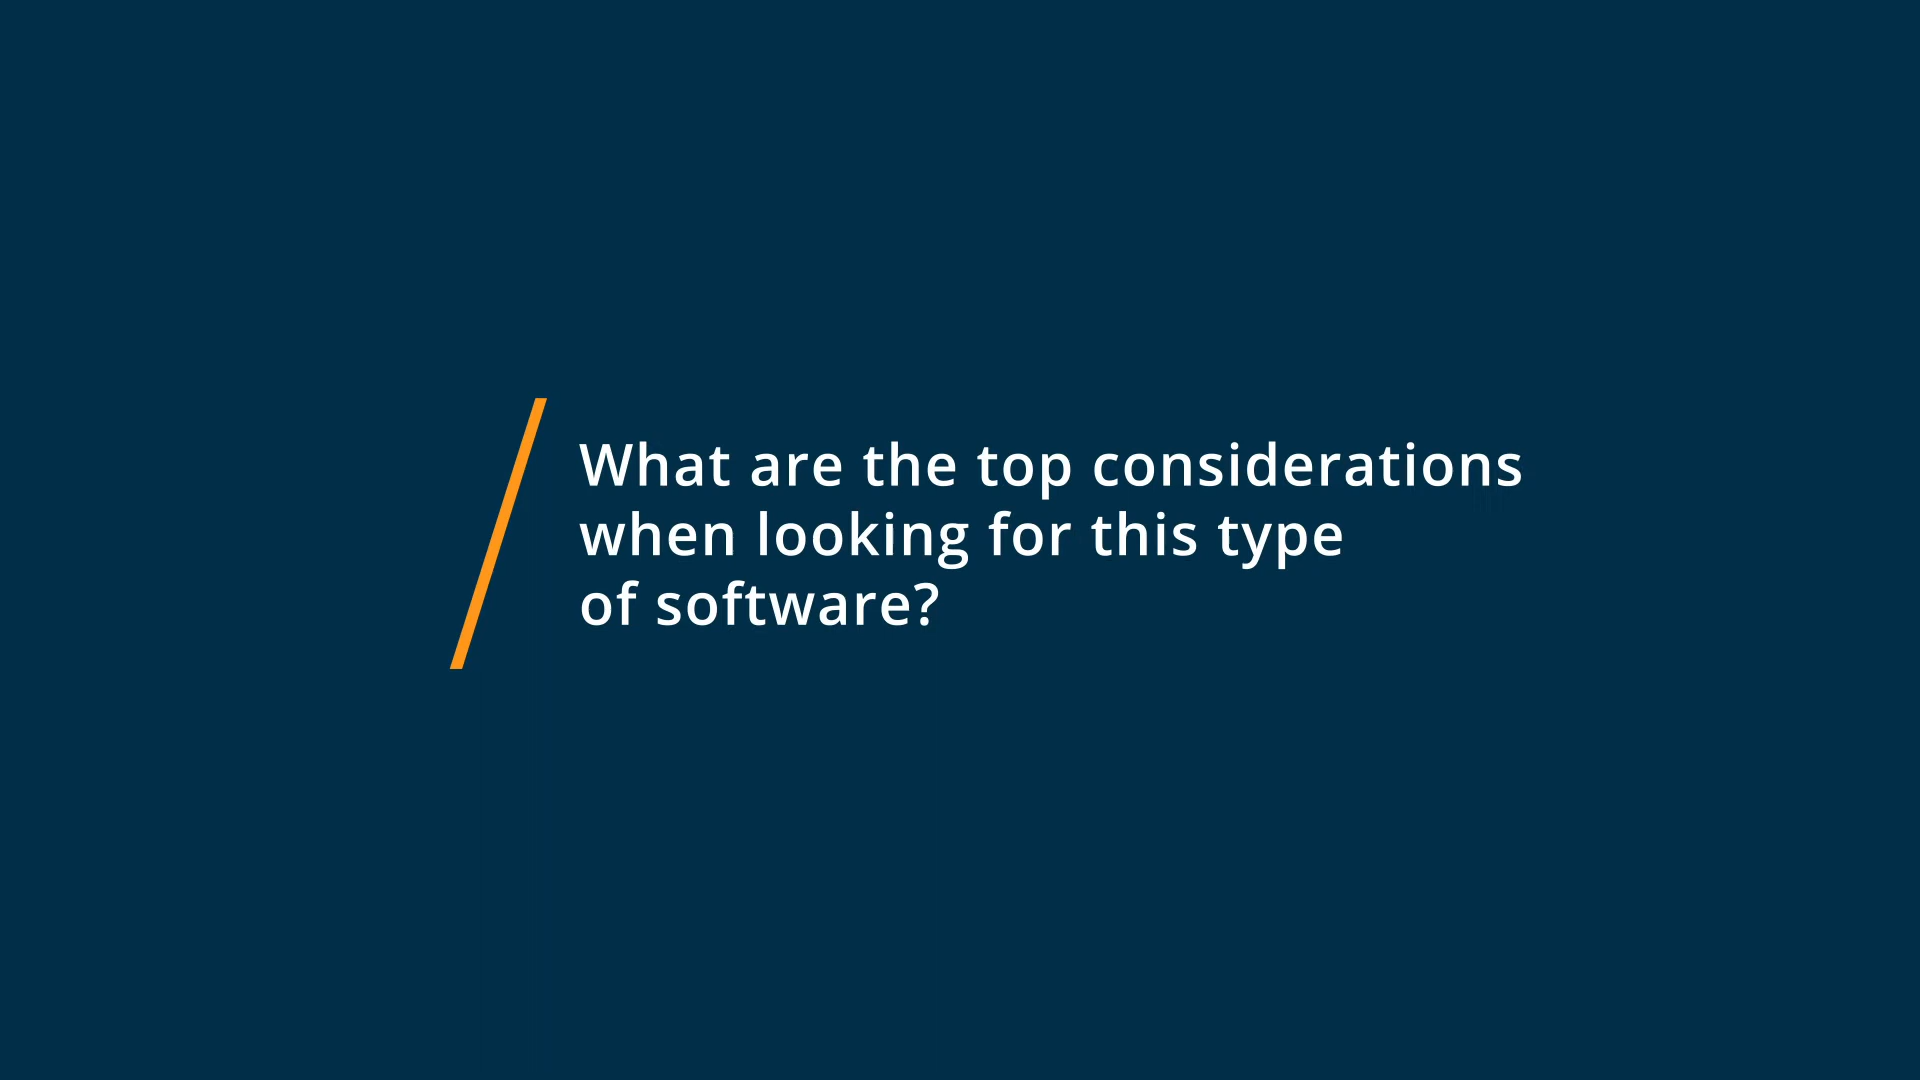 What are the top considerations
when looking for this type
of software?